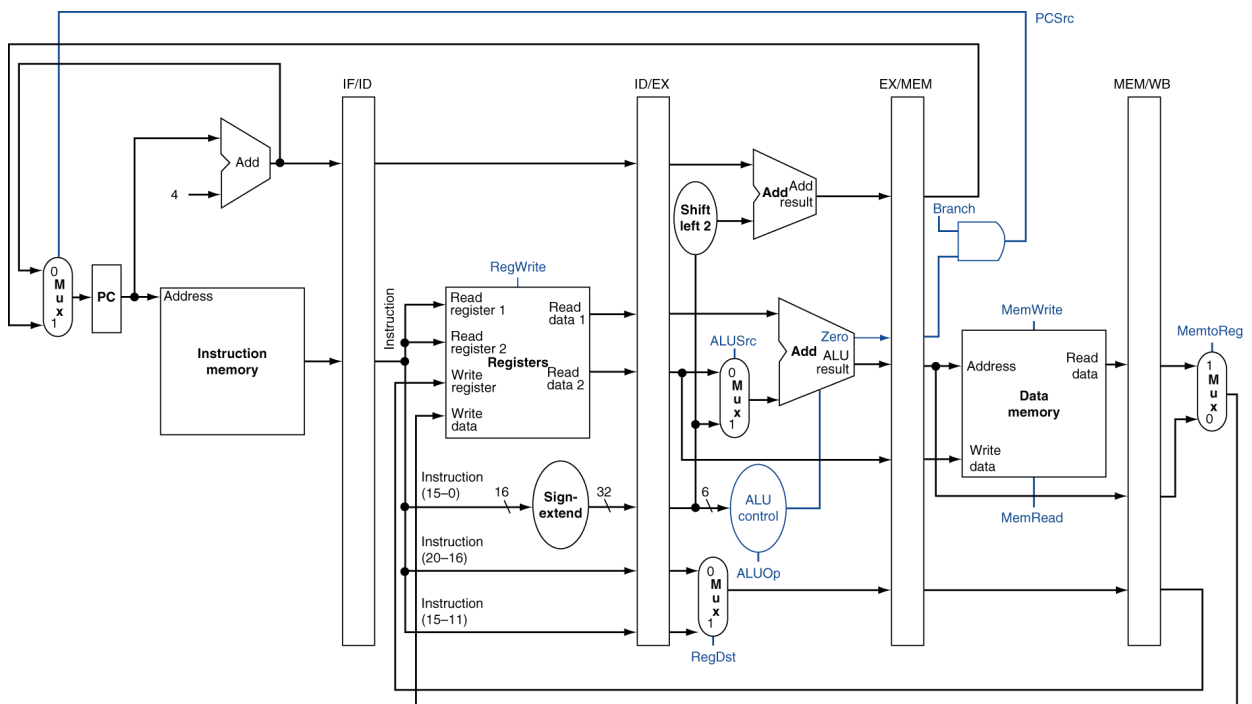 PCSrc
IF/ID
ID/EX
EX/MEM
MEM/WB
Add
4
Add Add
result
Shift
left 2
Branch
0
M
u
x
1
PC
Address
Instruction
memory
Instruction
RegWrite
Read
register 1
Read
register 2
Registers
Write
register
Write
data
Read
data 1
Read
data 2
ALUSrc
0
M
u
x
1
Zero
Add
ALU
result
MemWrite
Address
Read
data
Data
memory
Write
data
MemRead
MemtoReg
1
M
u
x
0
Instruction
(15–0)
16
Sign-
extend
32
6
ALU
control
ALUOp
Instruction
(20–16)
Instruction
(15–11)
0
M
u
x
1
RegDst